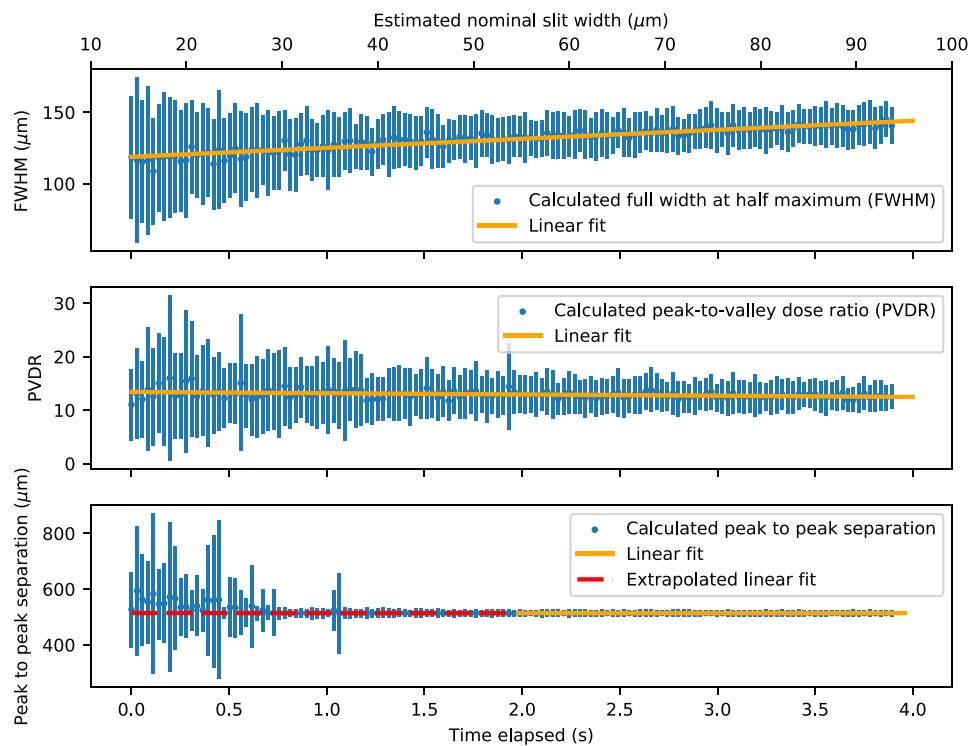 Estimated nominal slit width (μm)
10 20 30 40 50 60 70 80 90 100
FWHM (μm)
150
100
Calculated full width at half maximum (FWHM)
Linear fit
PVDR
30
20
10
0
Calculated peak-to-valley dose ratio (PVDR)
Linear fit
Peak to peak separation (μm)
800
600
400
Calculated peak to peak separation
Linear fit
Extrapolated linear fit
0.0 0.5 1.0 1.5 2.0 2.5 3.0 3.5 4.0
Time elapsed (s)